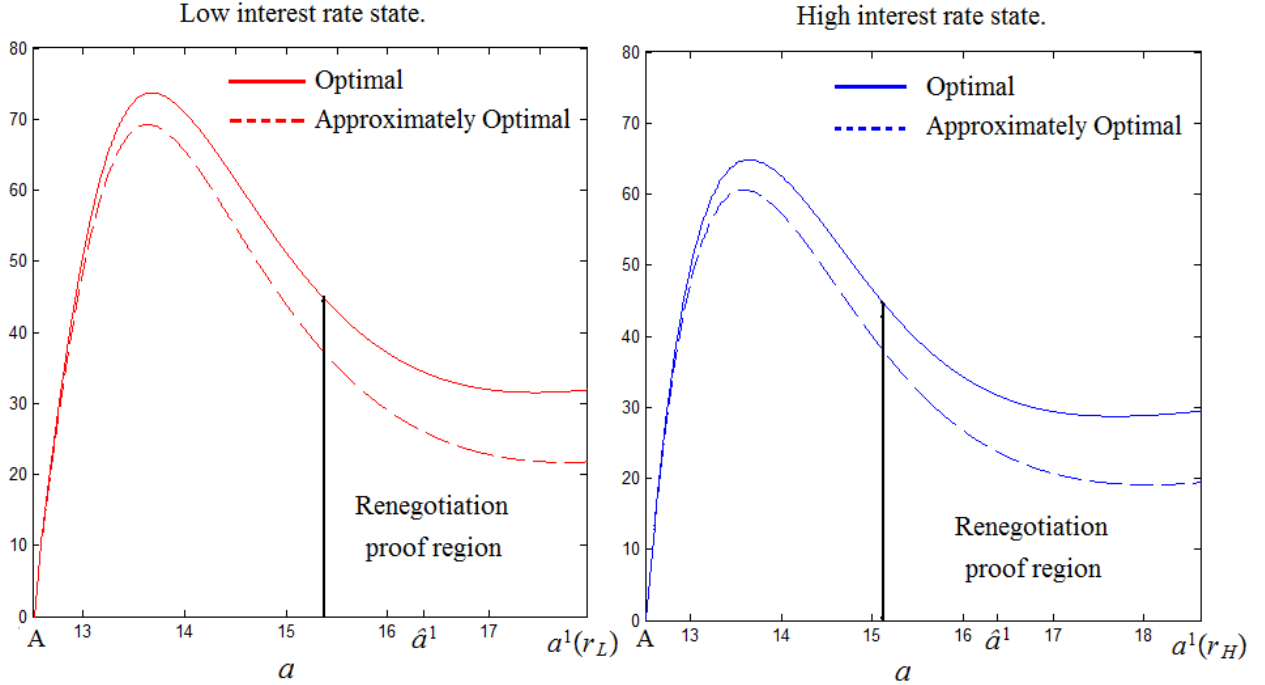 Low interest rate state.
80
70
60
50
40
30
20
10
0
Optimal
Approximately Optimal
Renegotiation
proof region
A
13
14
15
16
17
â¹
a¹(r_L)
a
High interest rate state.
80
70
60
50
40
30
20
10
0
Optimal
Approximately Optimal
Renegotiation
proof region
A
13
14
15
16
17
18
â¹
a¹(r_H)
a